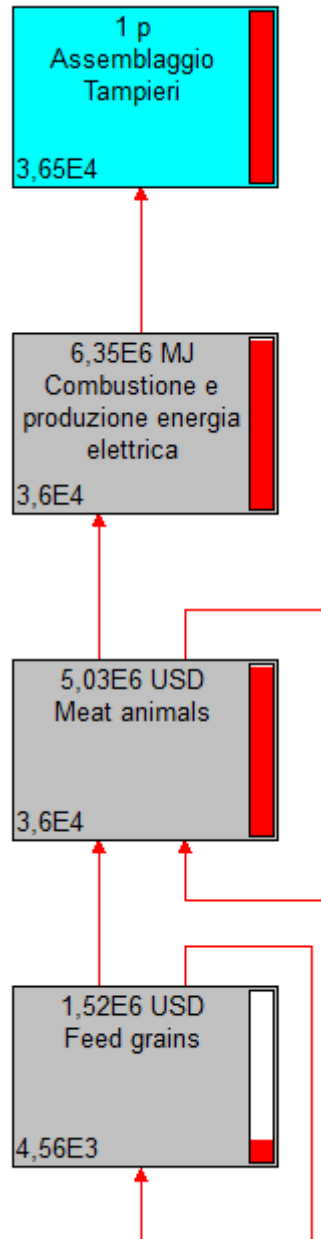 1 p
Assemblaggio
Tampieri
3,65E4
6,35E6 MJ
Combustione e
produzione energia
elettrica
3,6E4
5,03E6 USD
Meat animals
3,6E4
1,52E6 USD
Feed grains
4,56E3